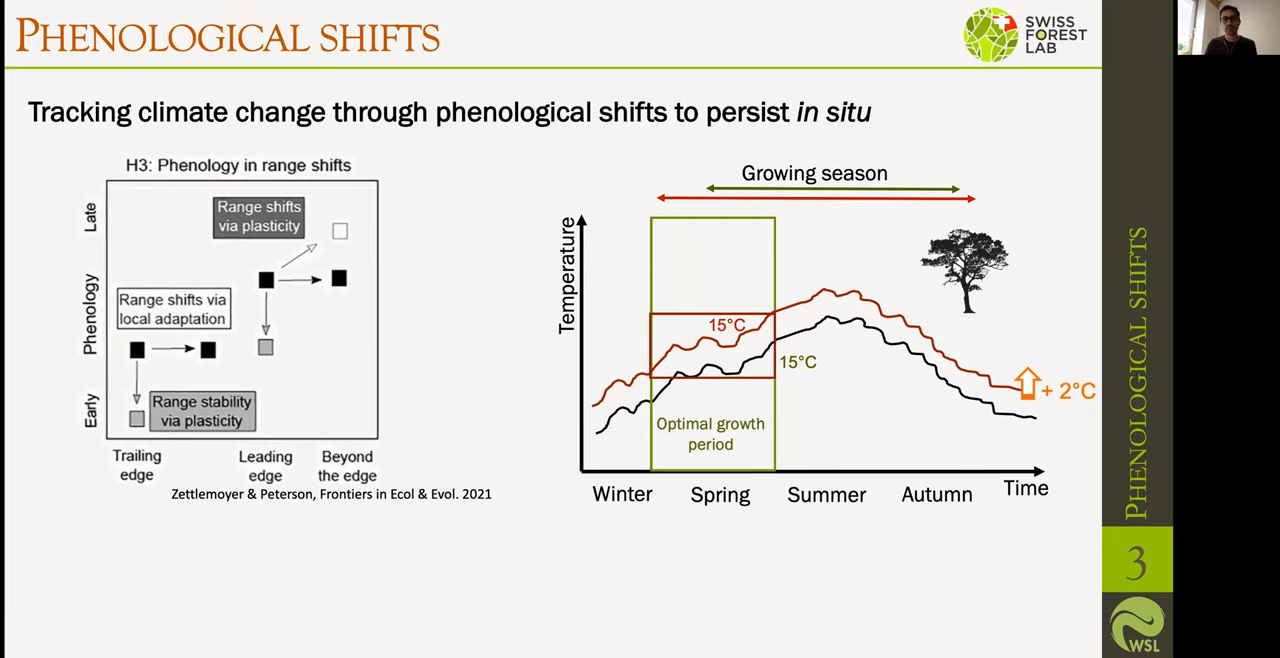 PHENOLOGICAL SHIFTS
SWISS
FOREST
LAB
Tracking climate change through phenological shifts to persist in situ
H3: Phenology in range shifts
Late
Phenology
Early
Range shifts
via plasticity
Range shifts via
local adaptation
Range stability
via plasticity
Trailing
edge
Leading
edge
Beyond
the edge
Zettlemoyer & Peterson, Frontiers in Ecol & Evol. 2021
Growing season
Temperature
15°C
15°C
+ 2°C
Optimal growth
period
Winter
Spring
Summer
Autumn
Time
PHENOLOGICAL SHIFTS
3
WSL